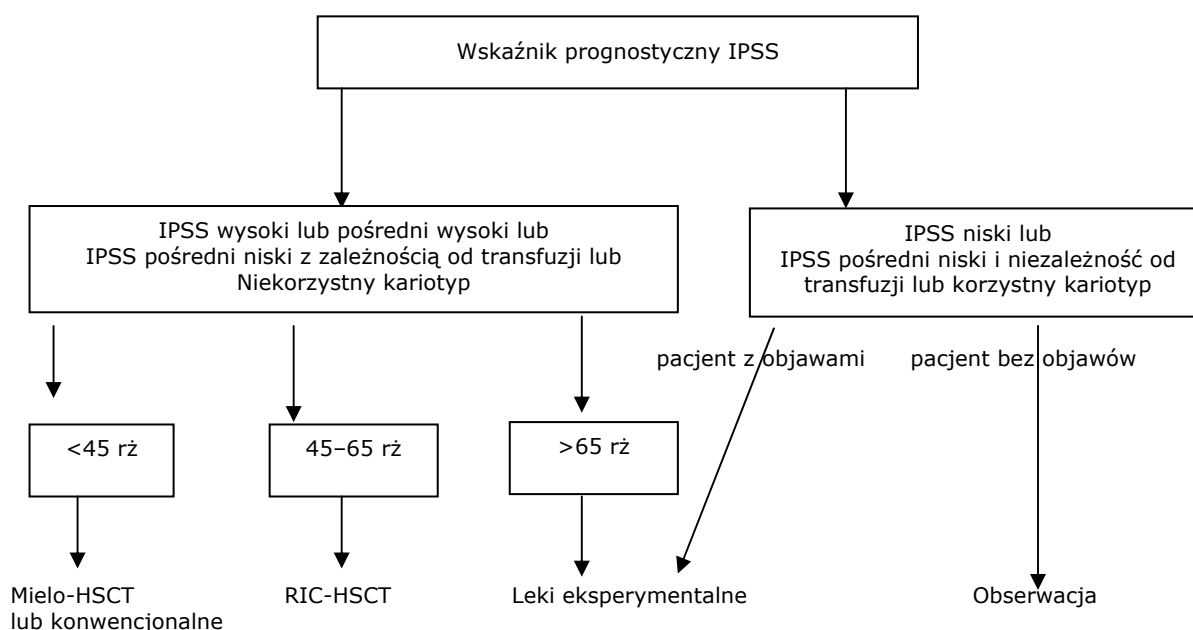 Wskaźnik prognostyczny IPSS
IPSS wysoki lub pośredni wysoki lub
IPSS pośredni niski z zależnością od transfuzji lub
Niekorzystny kariotyp
IPSS niski lub
IPSS pośredni niski i niezależność od
transfuzji lub korzystny kariotyp
pacjent z objawami
pacjent bez objawów
<45 rż
45–65 rż
>65 rż
Mielo-HSCT
lub konwencjonalne
RIC-HSCT
Leki eksperymentalne
Obserwacja